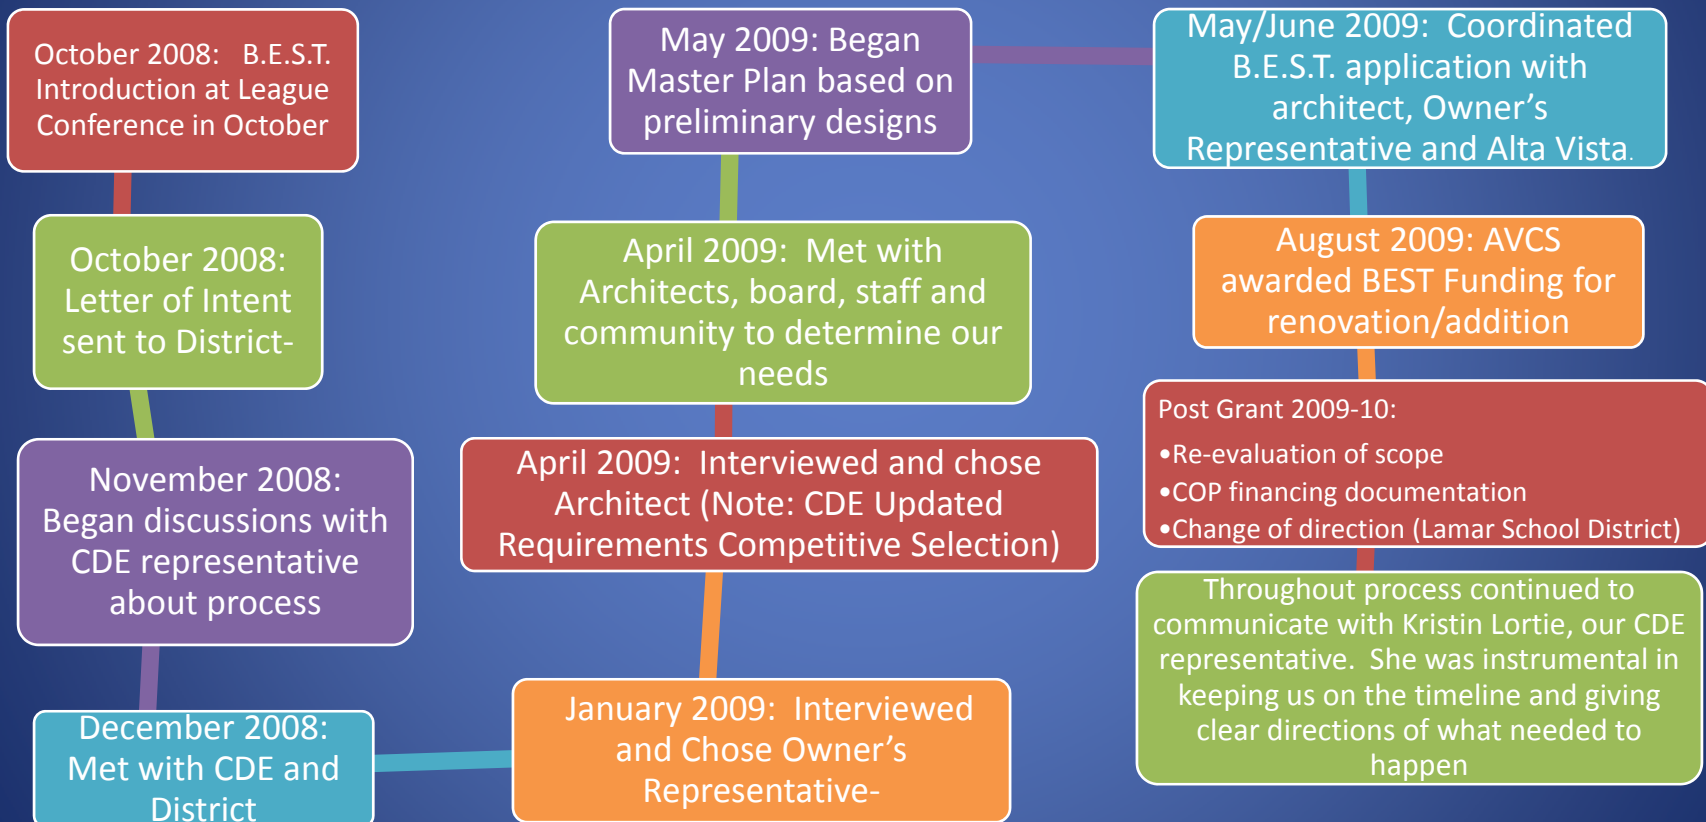 October 2008:   B.E.S.T.
Introduction at League
Conference in October
October 2008:
Letter of Intent
sent to District-
November 2008:
Began discussions with
CDE representative
about process
December 2008:
Met with CDE and
District
January 2009:  Interviewed
and Chose Owner’s
Representative-
April 2009:  Interviewed and chose
Architect (Note: CDE Updated
Requirements Competitive Selection)
April 2009:  Met with
Architects, board, staff and
community to determine our
needs
May 2009: Began
Master Plan based on
preliminary designs
May/June 2009:  Coordinated
B.E.S.T. application with
architect, Owner’s
Representative and Alta Vista.
August 2009: AVCS
awarded BEST Funding for
renovation/addition
Post Grant 2009-10:
•Re-evaluation of scope
•COP financing documentation
•Change of direction (Lamar School District)
Throughout process continued to
communicate with Kristin Lortie, our CDE
representative.  She was instrumental in
keeping us on the timeline and giving
clear directions of what needed to
happen